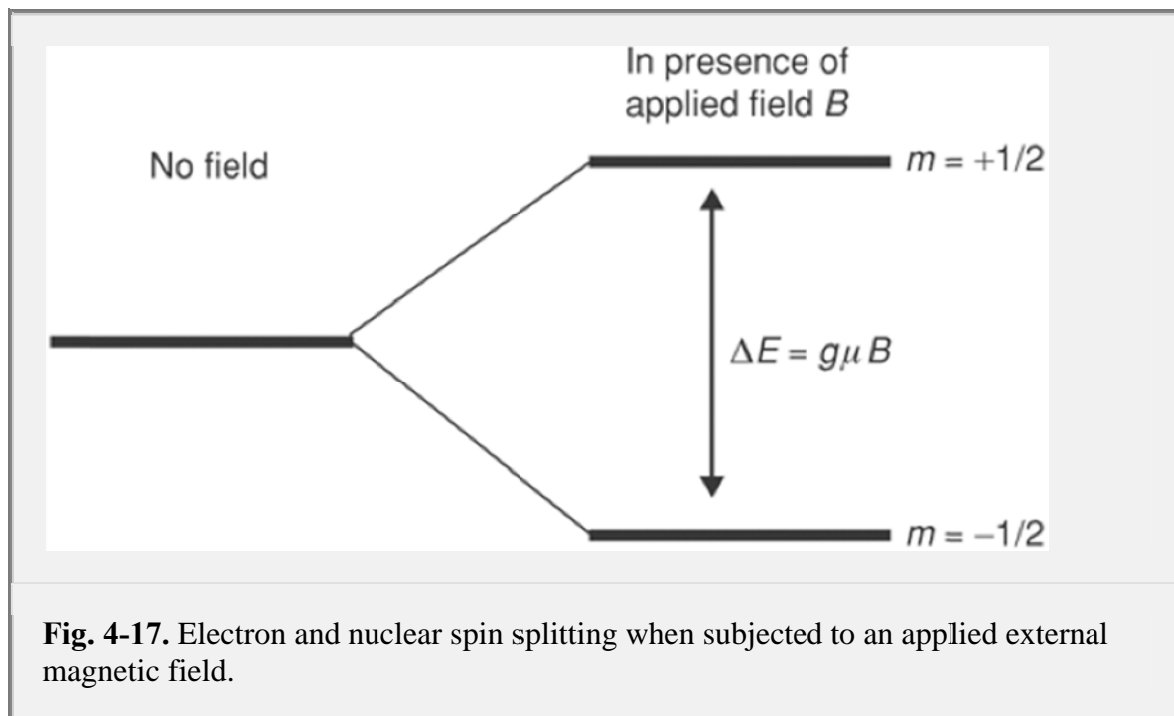 In presence of
applied field B
No field
m = +1/2
ΔE = gμ B
m = −1/2
Fig. 4-17. Electron and nuclear spin splitting when subjected to an applied external
magnetic field.